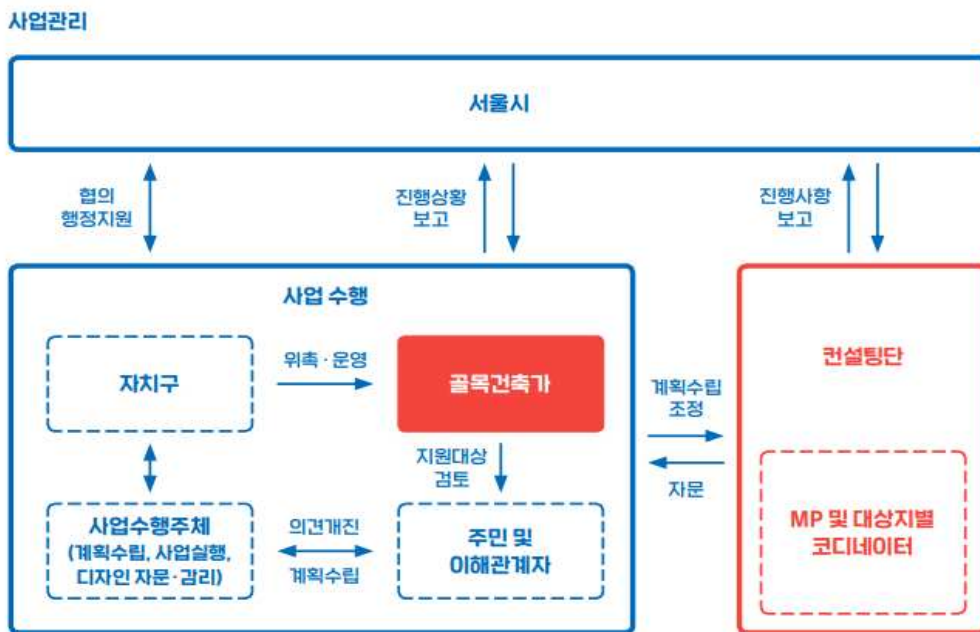 사업관리
서울시
협의
행정지원
진행상황
보고
진행사항
보고
사업 수행
자치구
위촉·운영
골목건축가
컨설팅단
계획수립
조정
자문
지원대상
검토
사업수행주체
(계획수립, 사업실행,
디자인 자문·감리)
의견개진
계획수립
주민 및
이해관계자
MP 및 대상지별
코디네이터